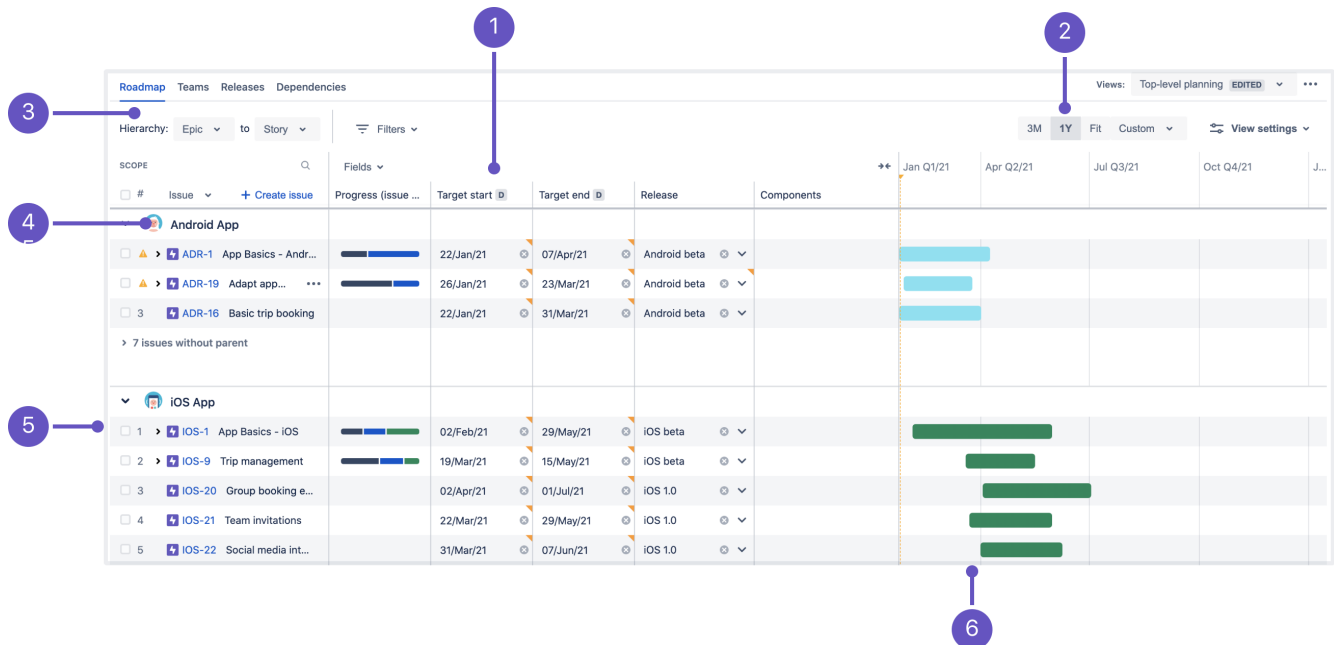 1
2
Roadmap Teams Releases Dependencies
Views: Top-level planning EDITED
3
Hierarchy: Epic to Story Filters
3M 1Y Fit Custom View settings
SCOPE Fields Jan Q1/21 Apr Q2/21 Jul Q3/21 Oct Q4/21 J...
# Issue + Create issue Progress (issue ... Target start D Target end D Release Components
4
Android App
ADR-1 App Basics - Andr... 22/Jan/21 07/Apr/21 Android beta
ADR-19 Adapt app... 26/Jan/21 23/Mar/21 Android beta
3 ADR-16 Basic trip booking 22/Jan/21 31/Mar/21 Android beta
7 issues without parent
iOS App
5
1 IOS-1 App Basics - iOS 02/Feb/21 29/May/21 iOS beta
2 IOS-9 Trip management 19/Mar/21 15/May/21 iOS beta
3 IOS-20 Group booking e... 02/Apr/21 01/Jul/21 iOS 1.0
4 IOS-21 Team invitations 22/Mar/21 29/May/21 iOS 1.0
5 IOS-22 Social media int... 31/Mar/21 07/Jun/21 iOS 1.0
6